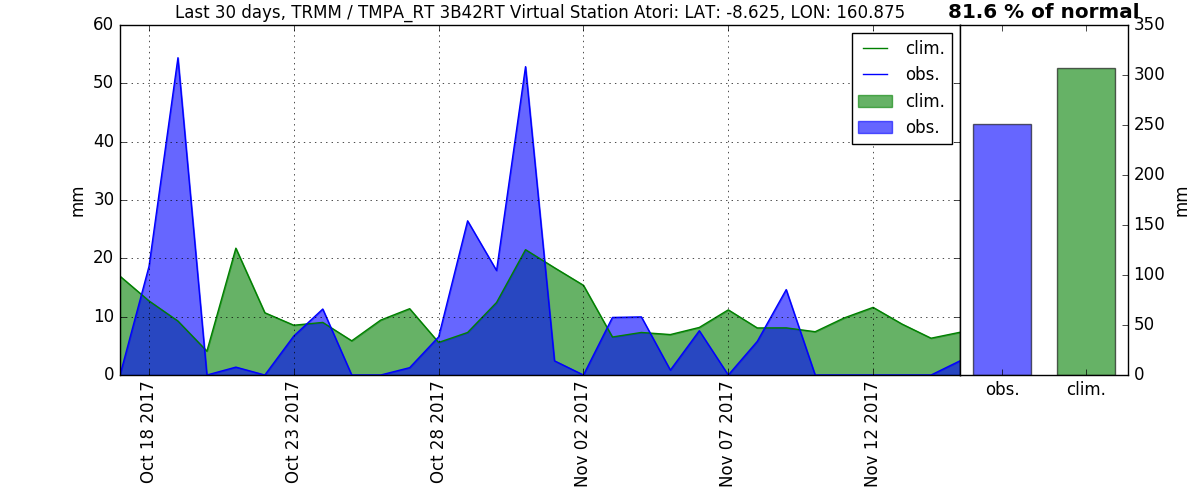 Last 30 days, TRMM / TMPA_RT 3B42RT Virtual Station Atori: LAT: -8.625, LON: 160.875
81.6 % of normal
60
50
40
30
20
10
0
mm
clim.
obs.
clim.
obs.
Oct 18 2017
Oct 23 2017
Oct 28 2017
Nov 02 2017
Nov 07 2017
Nov 12 2017
350
300
250
200
150
100
50
0
mm
obs.
clim.